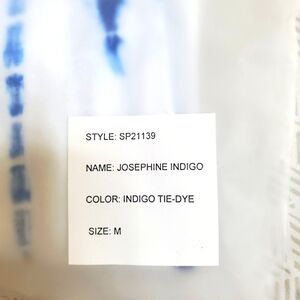 STYLE: SP21139
NAME: JOSEPHINE INDIGO
COLOR: INDIGO TIE-DYE
SIZE: M